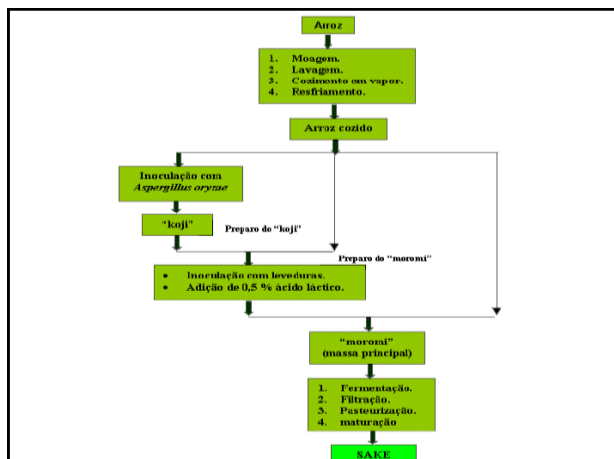 Arroz
1. Moagem.
2. Lavagem.
3. Cozimento em vapor.
4. Resfriamento.
Arroz cozido
Inoculação com
Aspergillus oryzae
"koji"
Preparo do "koji"
Preparo do "moromi"
• Inoculação com leveduras.
• Adição de 0,5 % ácido láctico.
"moromi"
(massa principal)
1. Fermentação.
2. Filtração.
3. Pasteurização.
4. maturação
SAKE